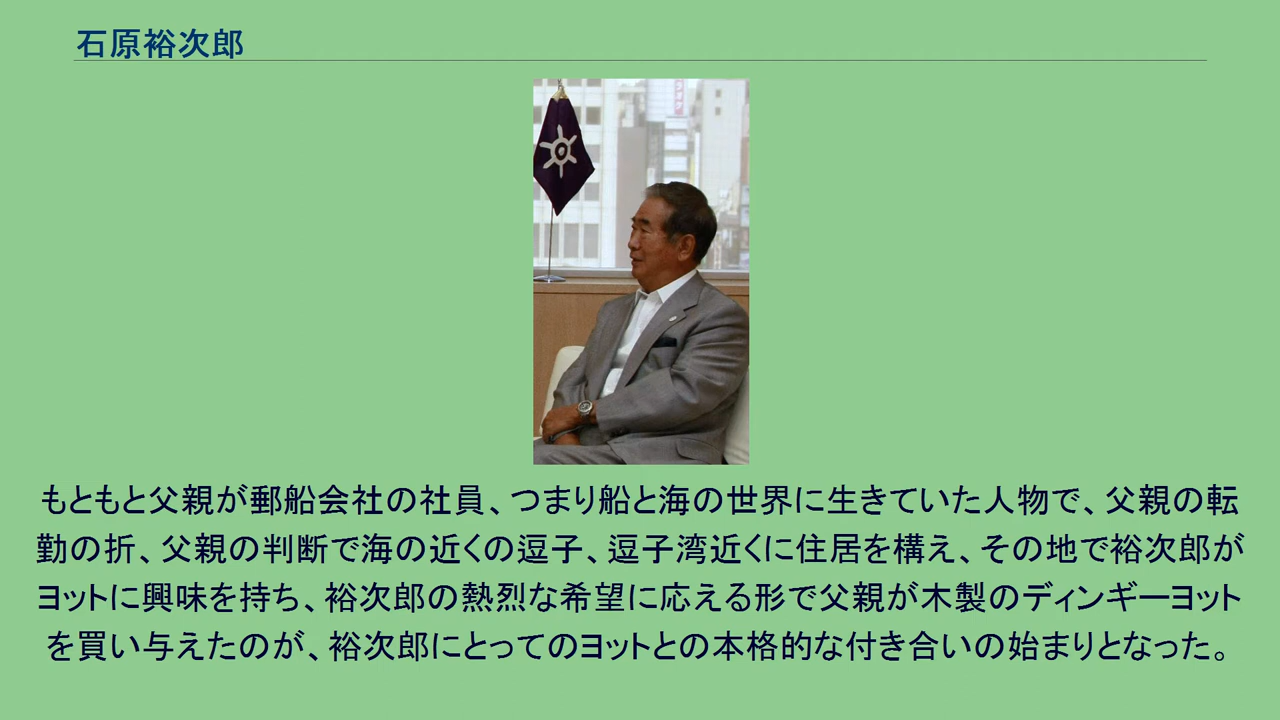 石原裕次郎
もともと父親が郵船会社の社員、つまり船と海の世界に生きていた人物で、父親の転
勤の折、父親の判断で海の近くの逗子、逗子湾近くに住居を構え、その地で裕次郎が
ヨットに興味を持ち、裕次郎の熱烈な希望に応える形で父親が木製のディンギーヨット
を買い与えたのが、裕次郎にとってのヨットとの本格的な付き合いの始まりとなった。